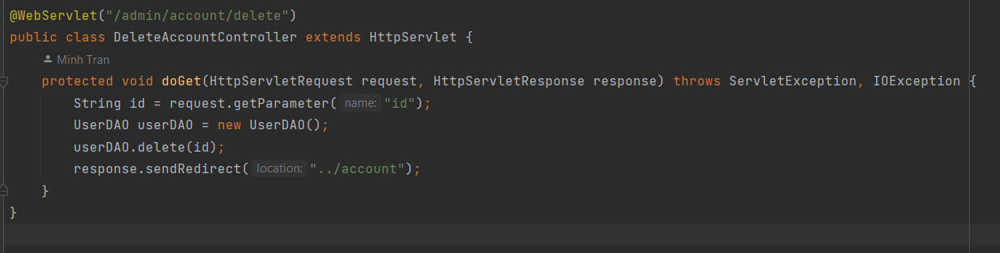 @WebServlet("/admin/account/delete")
public class DeleteAccountController extends HttpServlet {
Minh Tran
protected void doGet(HttpServletRequest request, HttpServletResponse response) throws ServletException, IOException {
String id = request.getParameter( name: "id");
UserDAO userDAO = new UserDAO();
userDAO.delete(id);
response.sendRedirect( location: "../account");
}
}